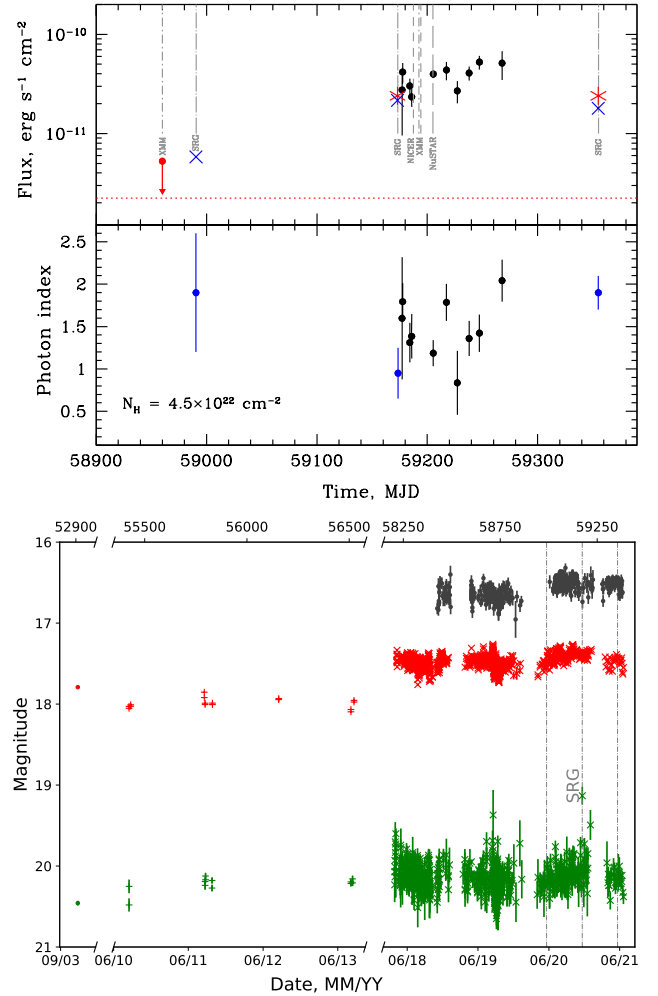 Flux, erg s⁻¹ cm⁻²
10⁻¹⁰
10⁻¹¹
XMM
SRG
SRG
NICER
XMM
NuSTAR
SRG
Photon index
2.5
2
1.5
1
0.5
N_H = 4.5×10²² cm⁻²
58900 59000 59100 59200 59300
Time, MJD
52900 55500 56000 56500 58250 58750 59250
Magnitude
16
17
18
19
20
21
SRG
09/03 06/10 06/11 06/12 06/13 06/18 06/19 06/20 06/21
Date, MM/YY